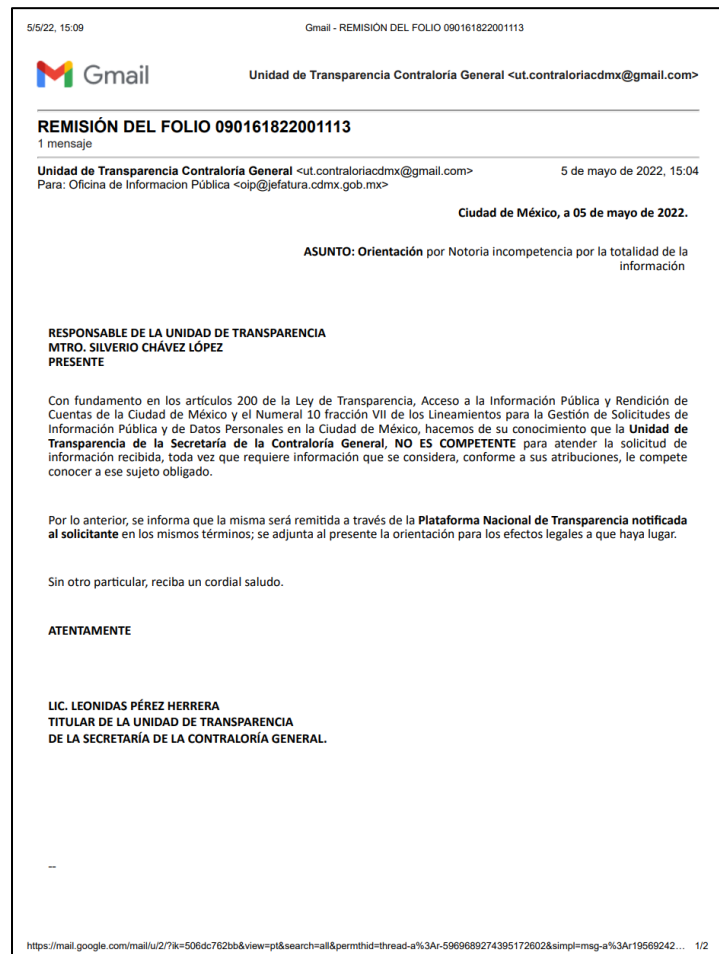 5/5/22, 15:09 Gmail - REMISIÓN DEL FOLIO 090161822001113
Gmail Unidad de Transparencia Contraloría General <ut.contraloriacdmx@gmail.com>
REMISIÓN DEL FOLIO 090161822001113
1 mensaje
Unidad de Transparencia Contraloría General <ut.contraloriacdmx@gmail.com> 5 de mayo de 2022, 15:04
Para: Oficina de Informacion Pública <oip@jefatura.cdmx.gob.mx>
Ciudad de México, a 05 de mayo de 2022.
ASUNTO: Orientación por Notoria incompetencia por la totalidad de la
información
RESPONSABLE DE LA UNIDAD DE TRANSPARENCIA
MTRO. SILVERIO CHÁVEZ LÓPEZ
PRESENTE
Con fundamento en los artículos 200 de la Ley de Transparencia, Acceso a la Información Pública y Rendición de
Cuentas de la Ciudad de México y el Numeral 10 fracción VII de los Lineamientos para la Gestión de Solicitudes de
Información Pública y de Datos Personales en la Ciudad de México, hacemos de su conocimiento que la Unidad de
Transparencia de la Secretaría de la Contraloría General, NO ES COMPETENTE para atender la solicitud de
información recibida, toda vez que requiere información que se considera, conforme a sus atribuciones, le compete
conocer a ese sujeto obligado.
Por lo anterior, se informa que la misma será remitida a través de la Plataforma Nacional de Transparencia notificada
al solicitante en los mismos términos; se adjunta al presente la orientación para los efectos legales a que haya lugar.
Sin otro particular, reciba un cordial saludo.
ATENTAMENTE
LIC. LEONIDAS PÉREZ HERRERA
TITULAR DE LA UNIDAD DE TRANSPARENCIA
DE LA SECRETARÍA DE LA CONTRALORÍA GENERAL.
--
https://mail.google.com/mail/u/2/?ik=506dc762bb&view=pt&search=all&permthid=thread-a%3Ar-5969689274395172602&simpl=msg-a%3Ar19569242... 1/2